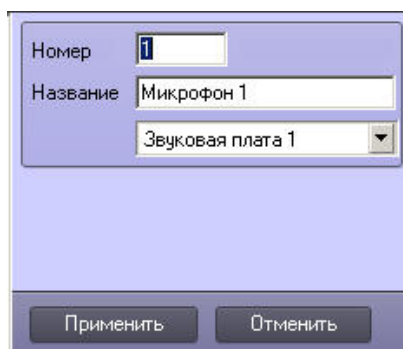 Номер 1
Название Микрофон 1
Звуковая плата 1
Применить Отменить